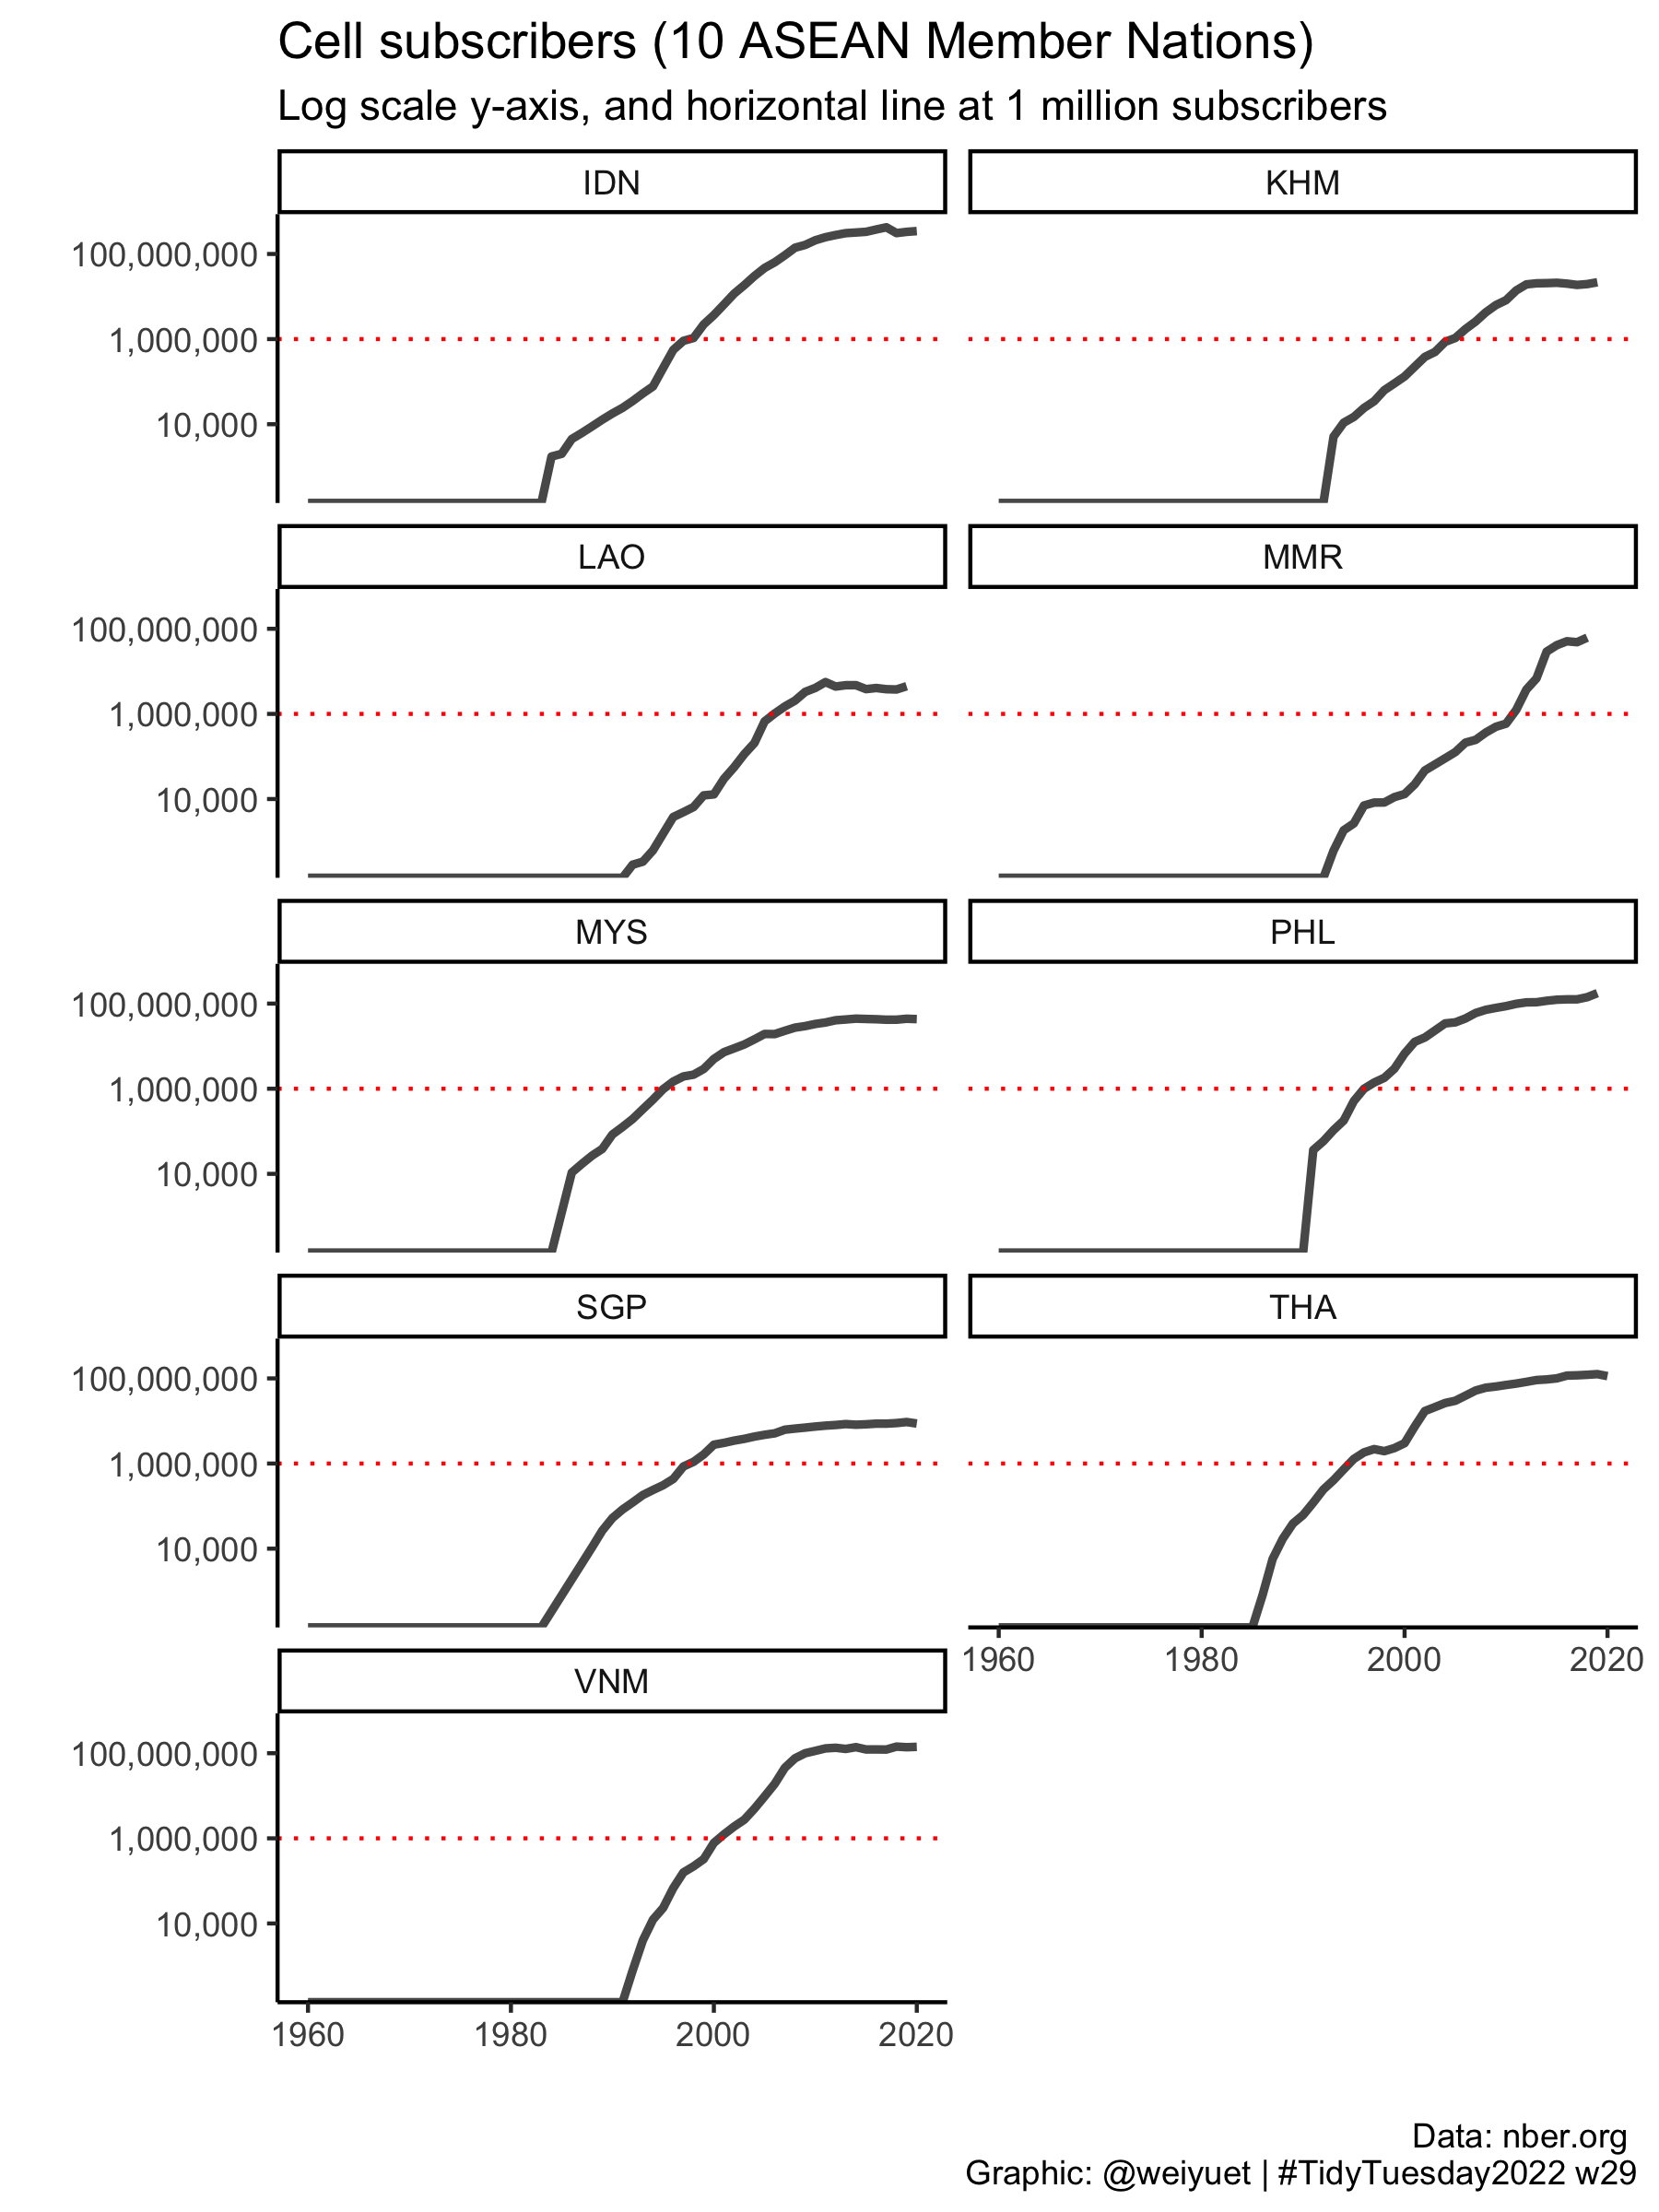 Cell subscribers (10 ASEAN Member Nations)
Log scale y-axis, and horizontal line at 1 million subscribers
IDN
KHM
100,000,000
1,000,000
10,000
LAO
MMR
100,000,000
1,000,000
10,000
MYS
PHL
100,000,000
1,000,000
10,000
SGP
THA
100,000,000
1,000,000
10,000
1960 1980 2000 2020
VNM
100,000,000
1,000,000
10,000
1960 1980 2000 2020
Data: nber.org
Graphic: @weiyuet | #TidyTuesday2022 w29